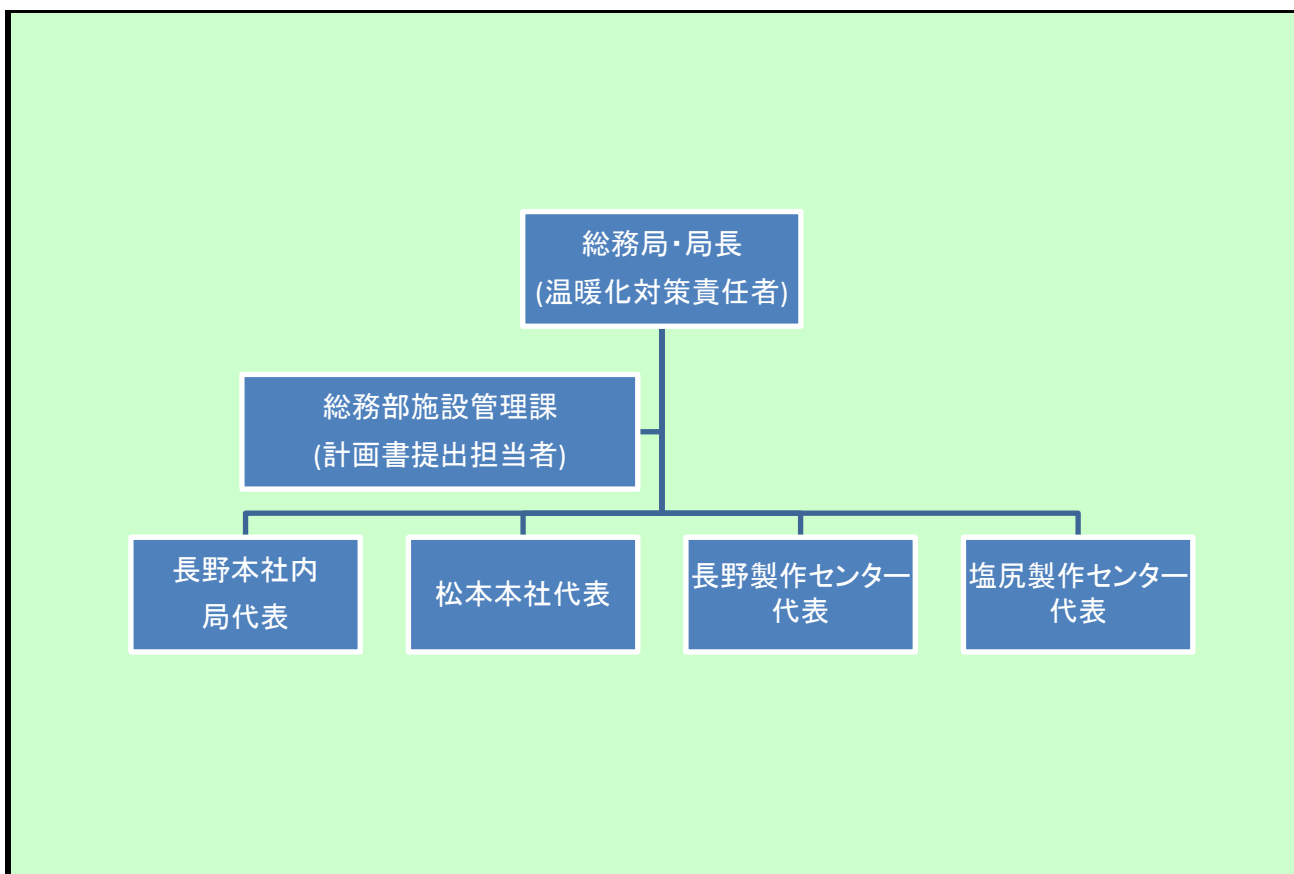 総務局・局長
(温暖化対策責任者)
総務部施設管理課
(計画書提出担当者)
長野本社内
局代表
松本本社代表
長野製作センター
代表
塩尻製作センター
代表